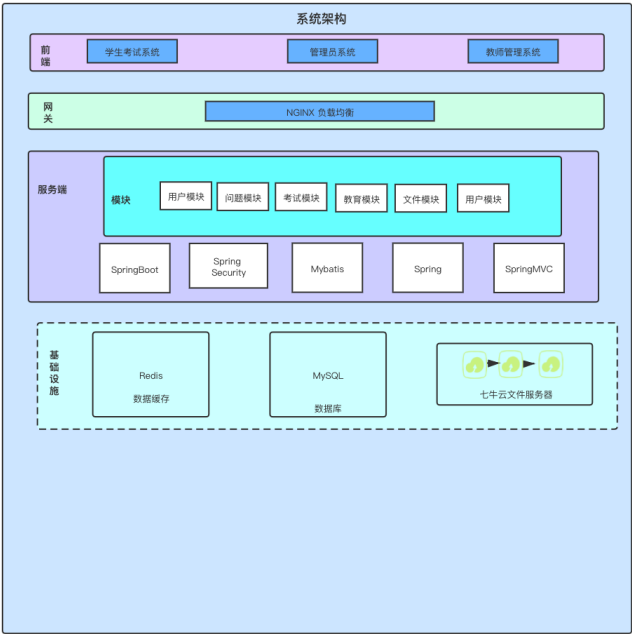 系统架构
前端
学生考试系统
管理员系统
教师管理系统
网关
NGINX 负载均衡
服务端
模块
用户模块
问题模块
考试模块
教育模块
文件模块
用户模块
SpringBoot
Spring
Security
Mybatis
Spring
SpringMVC
基础设施
Redis
数据缓存
MySQL
数据库
七牛云文件服务器